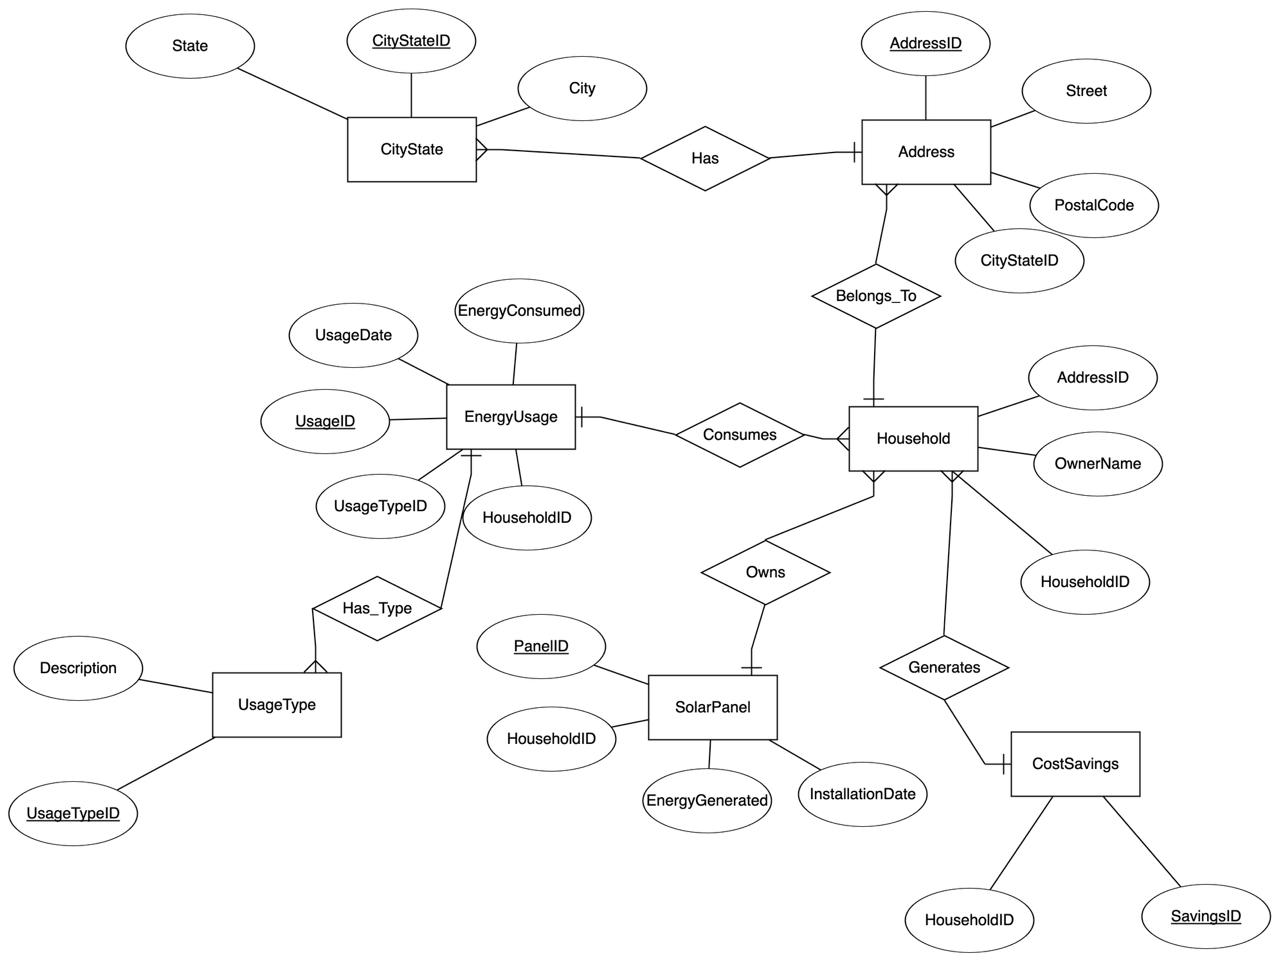 State
CityStateID
City
CityState
Has
AddressID
Street
Address
PostalCode
CityStateID
Belongs_To
EnergyConsumed
UsageDate
UsageID
EnergyUsage
UsageTypeID
HouseholdID
Consumes
AddressID
Household
OwnerName
HouseholdID
Has_Type
Owns
Generates
Description
UsageType
UsageTypeID
PanelID
SolarPanel
HouseholdID
EnergyGenerated
InstallationDate
CostSavings
HouseholdID
SavingsID